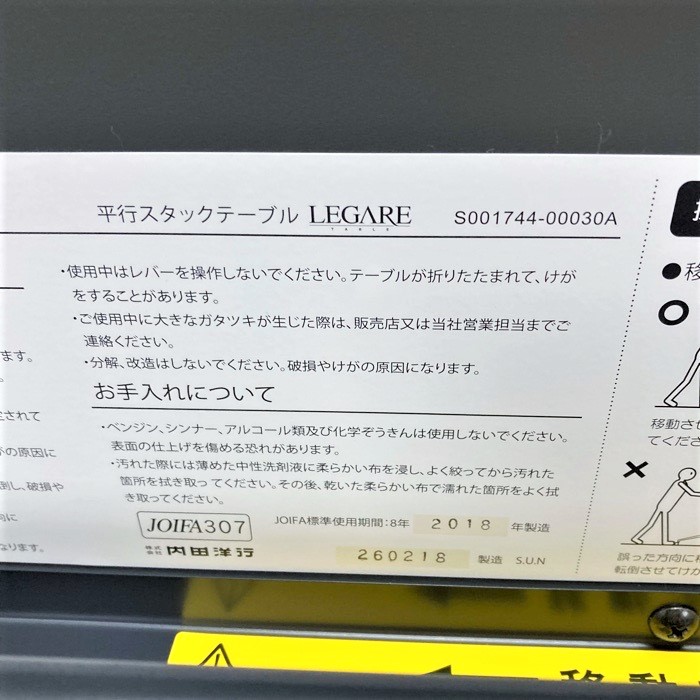 平行スタックテーブル LEGARE S001744-00030A
TABLE
・使用中はレバーを操作しないでください。テーブルが折りたたまれて、けが
をすることがあります。
・ご使用中に大きなガタツキが生じた際は、販売店又は当社営業担当までご
連絡ください。
・分解、改造はしないでください。破損やけがの原因になります。
お手入れについて
・ベンジン、シンナー、アルコール類及び化学ぞうきんは使用しないでください。
表面の仕上げを傷める恐れがあります。
・汚れた際には薄めた中性洗剤液に柔らかい布を浸し、よく絞ってから汚れた
箇所を拭き取ってください。その後、乾いた柔らかい布で濡れた箇所をよく拭
き取ってください。
JOIFA307 JOIFA標準使用期間:8年 2018 年製造
株式会社 内田洋行 260218 製造 S.U.N
ます。
されて
がの原因に
倒し、破損や
に
なります。
●移
移動させ
てくださ
誤った方向に
転倒させてけが
移動